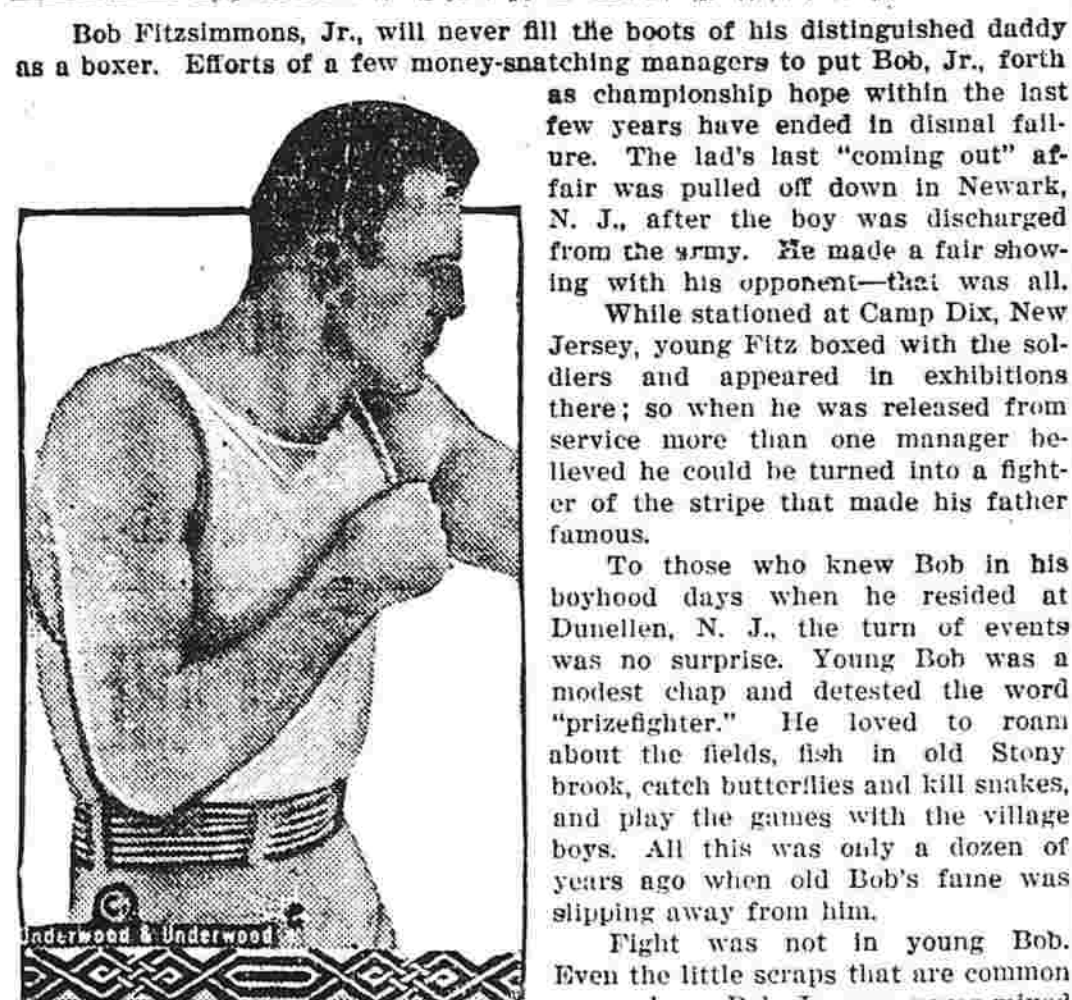 Bob Fitzsimmons, Jr., will never fill the boots of his distinguished daddy
as a boxer. Efforts of a few money-snatching managers to put Bob, Jr., forth
as championship hope within the last
few years have ended in dismal fail-
ure. The lad's last “coming out” af-
fair was pulled off down in Newark,
N. J., after the boy was discharged
from the army. He made a fair show-
ing with his opponent—that was all.
While stationed at Camp Dix, New
Jersey, young Fitz boxed with the sol-
diers and appeared in exhibitions
there; so when he was released from
service more than one manager be-
lieved he could be turned into a fight-
er of the stripe that made his father
famous.
To those who knew Bob in his
boyhood days when he resided at
Dunellen, N. J., the turn of events
was no surprise. Young Bob was a
modest chap and detested the word
“prizefighter.” He loved to roam
about the fields, fish in old Stony
brook, catch butterflies and kill snakes,
and play the games with the village
boys. All this was only a dozen of
years ago when old Bob's fame was
slipping away from him.
Fight was not in young Bob.
Even the little scraps that are common
©
Underwood & Underwood